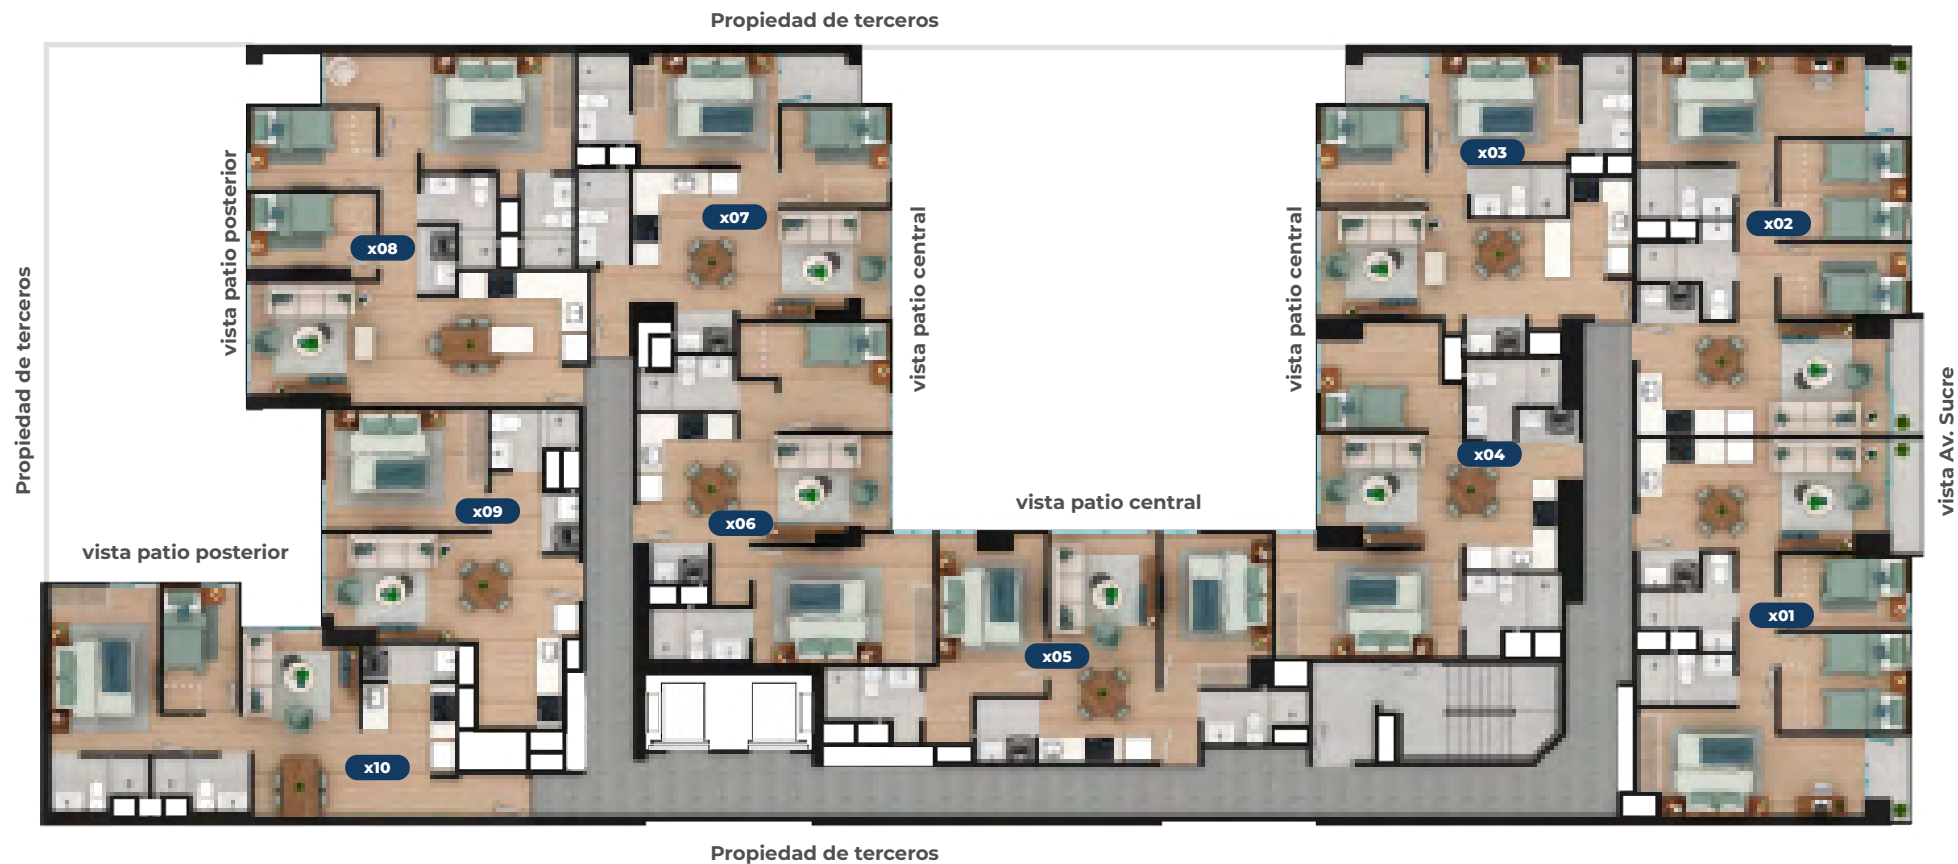 Propiedad de terceros
x03
vista patio posterior
x07
vista patio central
vista patio central
x02
x08
Propiedad de terceros
vista Av. Sucre
x04
vista patio central
x09
x06
vista patio posterior
x01
x05
x10
Propiedad de terceros